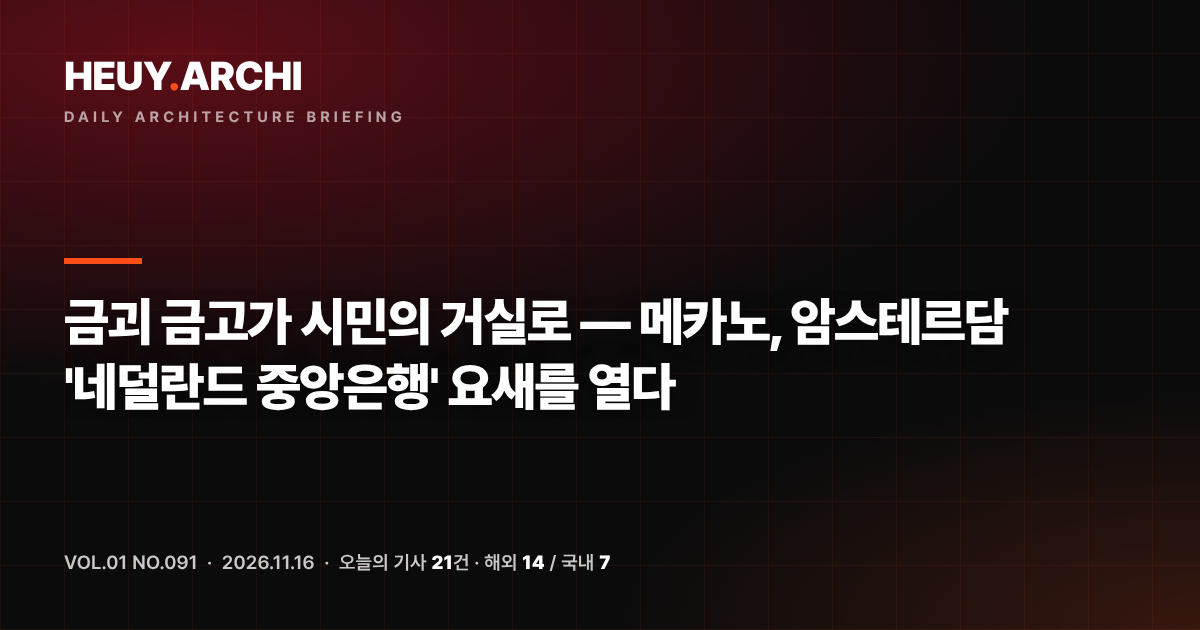 HEUY.ARCHI
DAILY ARCHITECTURE BRIEFING
금괴 금고가 시민의 거실로 — 메카노, 암스테르담
'네덜란드 중앙은행' 요새를 열다
VOL.01 NO.091 · 2026.11.16 · 오늘의 기사 21건 · 해외 14 / 국내 7